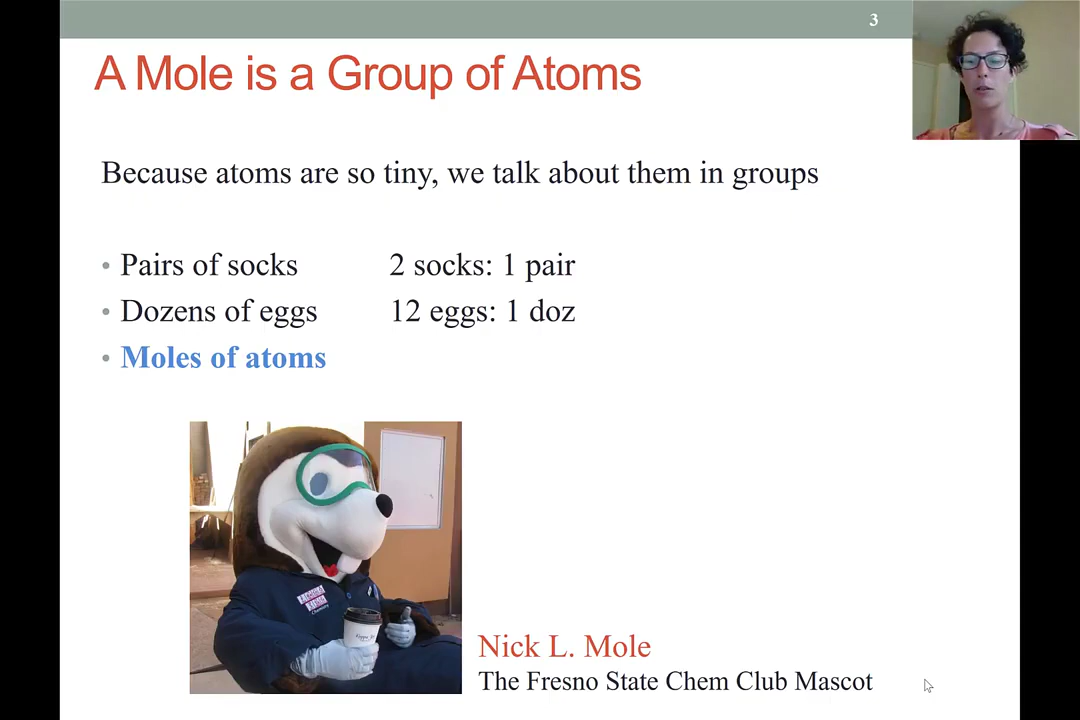 3
A Mole is a Group of Atoms
Because atoms are so tiny, we talk about them in groups
• Pairs of socks 2 socks: 1 pair
• Dozens of eggs 12 eggs: 1 doz
• Moles of atoms
Nick L. Mole
The Fresno State Chem Club Mascot